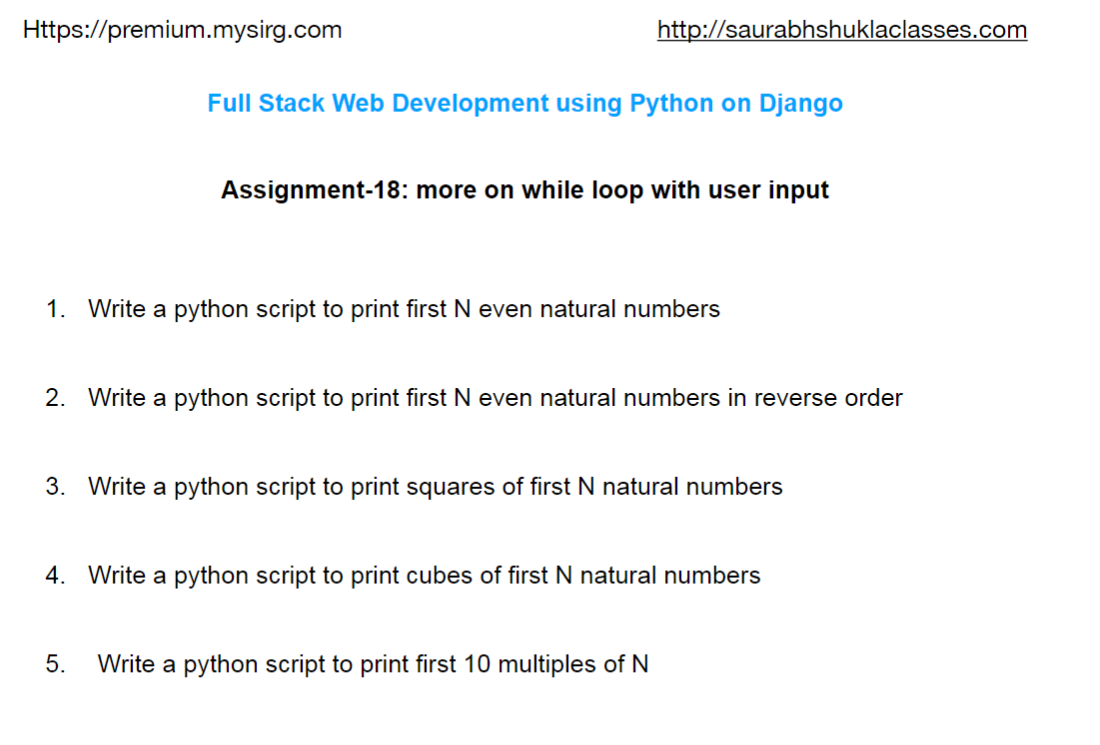 Https://premium.mysirg.com http://saurabhshuklaclasses.com
Full Stack Web Development using Python on Django
Assignment-18: more on while loop with user input
1. Write a python script to print first N even natural numbers
2. Write a python script to print first N even natural numbers in reverse order
3. Write a python script to print squares of first N natural numbers
4. Write a python script to print cubes of first N natural numbers
5. Write a python script to print first 10 multiples of N